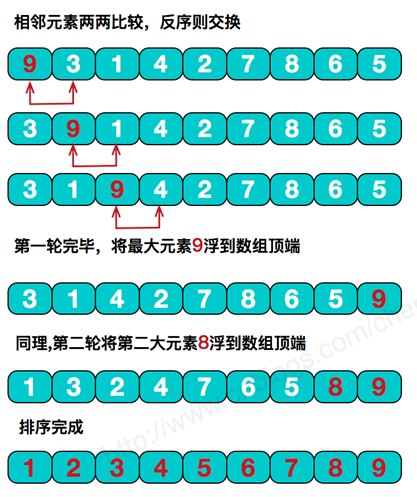 相邻元素两两比较，反序则交换
9 3 1 4 2 7 8 6 5
3 9 1 4 2 7 8 6 5
3 1 9 4 2 7 8 6 5
第一轮完毕，将最大元素9浮到数组顶端
3 1 4 2 7 8 6 5 9
同理,第二轮将第二大元素8浮到数组顶端
1 3 2 4 7 6 5 8 9
排序完成
1 2 3 4 5 6 7 8 9